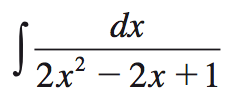 ∫ dx / (2x² − 2x + 1)